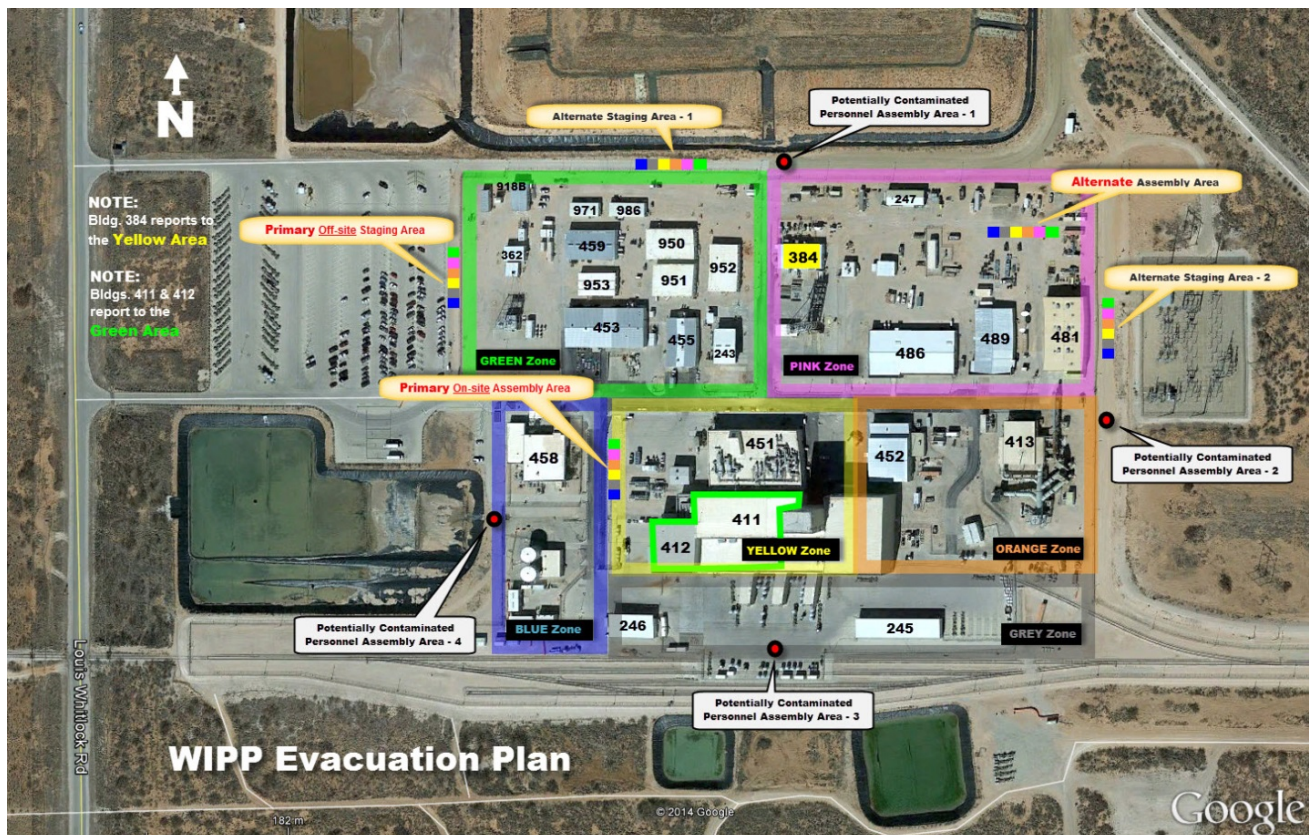 N
Alternate Staging Area - 1
Potentially Contaminated
Personnel Assembly Area - 1
NOTE:
Bldg. 384 reports to
the Yellow Area
NOTE:
Bldgs. 411 & 412
report to the
Green Area
Primary Off-site Staging Area
Alternate Assembly Area
Alternate Staging Area - 2
918B
971
986
362
459
950
952
953
951
453
455
243
GREEN Zone
247
384
486
489
481
PINK Zone
Primary On-site Assembly Area
458
451
452
413
411
412
YELLOW Zone
ORANGE Zone
Potentially Contaminated
Personnel Assembly Area - 2
Potentially Contaminated
Personnel Assembly Area - 4
BLUE Zone
246
245
GREY Zone
Potentially Contaminated
Personnel Assembly Area - 3
Louis Whitlock Rd
WIPP Evacuation Plan
182 m
© 2014 Google
Google